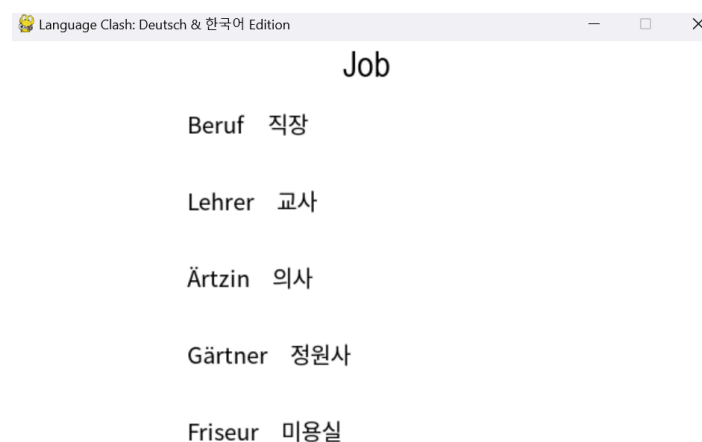 Language Clash: Deutsch & 한국어 Edition
Job
Beruf 직장
Lehrer 교사
Ärtzin 의사
Gärtner 정원사
Friseur 미용실